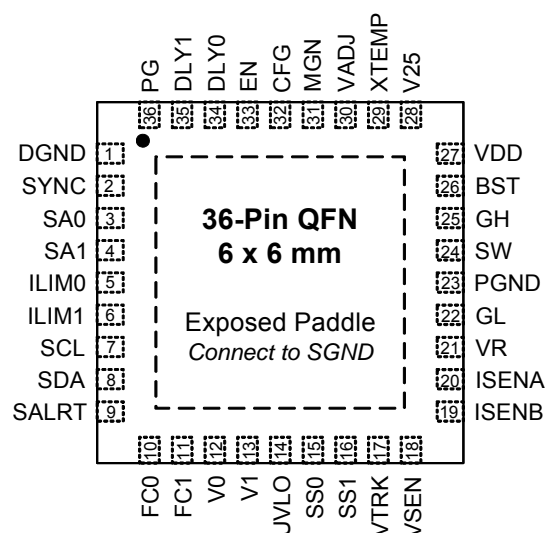 PG
DLY1
DLY0
EN
CFG
MGN
VADJ
XTEMP
V25
36
35
34
33
32
31
30
29
28
DGND 1
SYNC 2
SA0 3
SA1 4
ILIM0 5
ILIM1 6
SCL 7
SDA 8
SALRT 9
36-Pin QFN
6 x 6 mm
Exposed Paddle
Connect to SGND
27 VDD
26 BST
25 GH
24 SW
23 PGND
22 GL
21 VR
20 ISENA
19 ISENB
10
11
12
13
14
15
16
17
18
FC0
FC1
V0
V1
UVLO
SS0
SS1
VTRK
VSEN